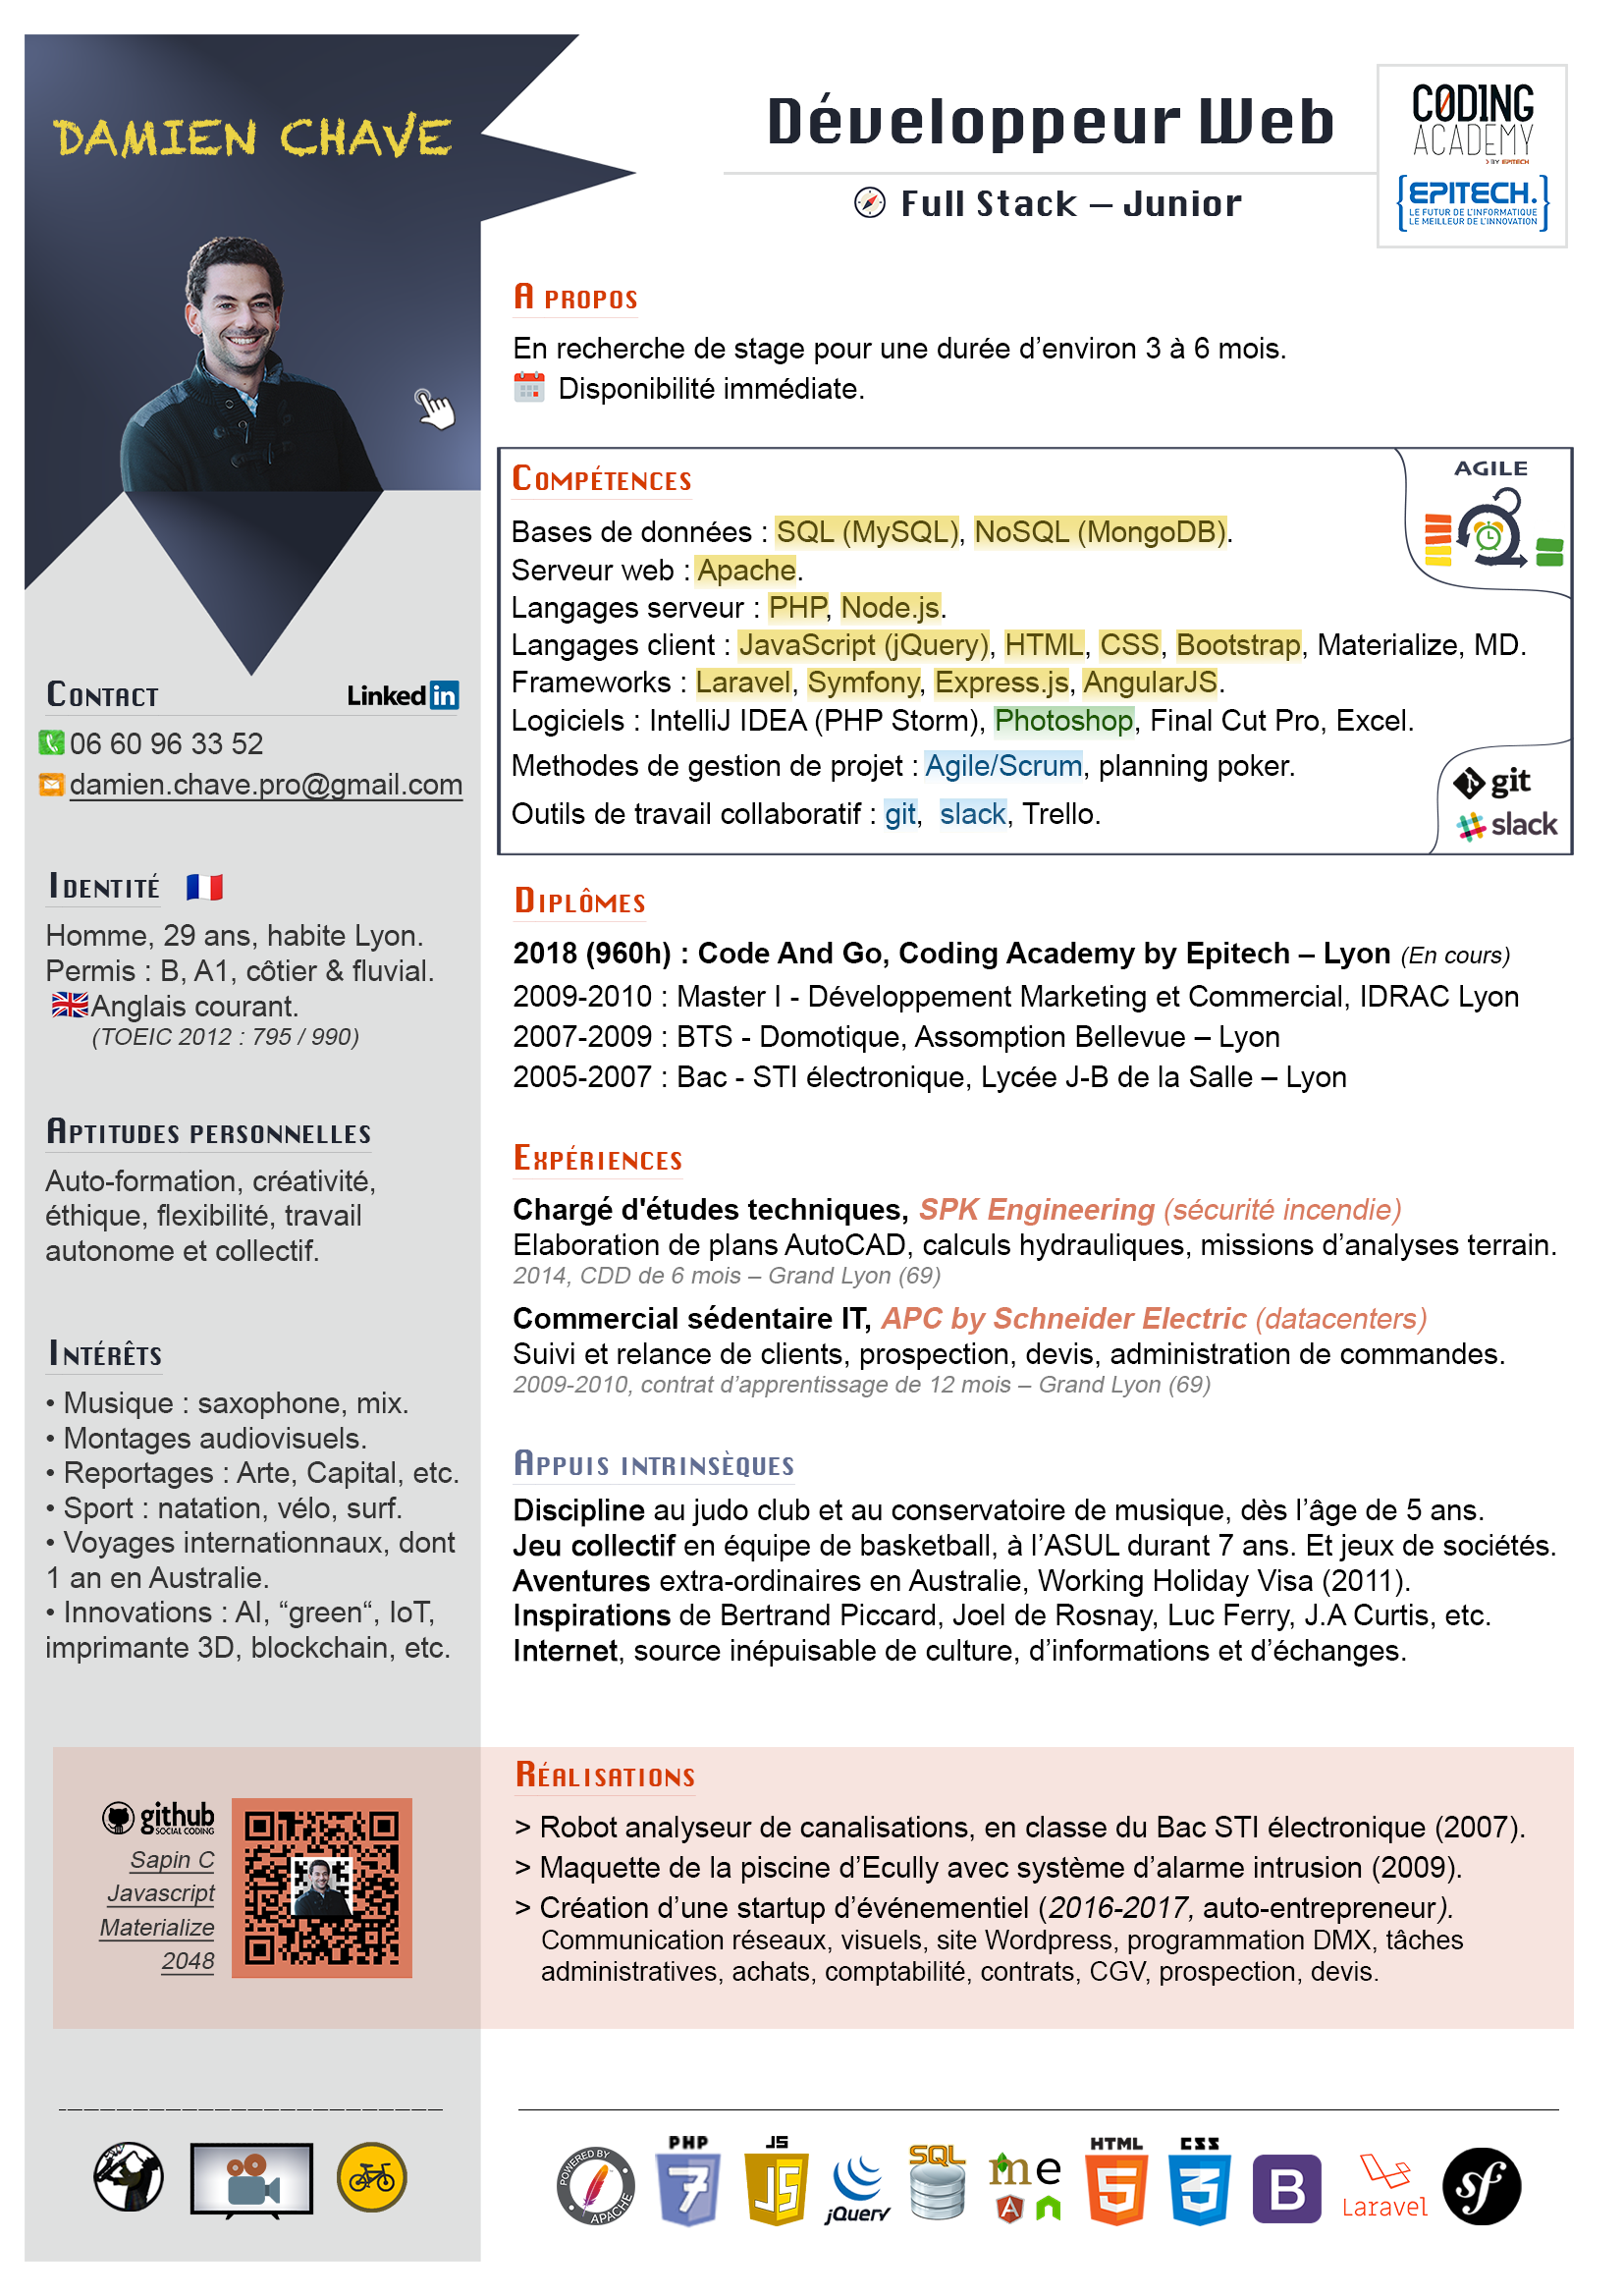 DAMIEN CHAVE
Développeur Web
Full Stack – Junior
CODING
ACADEMY
BY EPITECH
{EPITECH.}
LE FUTUR DE L'INFORMATIQUE
LE MEILLEUR DE L'INNOVATION
Contact
Linked in
06 60 96 33 52
damien.chave.pro@gmail.com
Identité
Homme, 29 ans, habite Lyon.
Permis : B, A1, côtier & fluvial.
Anglais courant.
(TOEIC 2012 : 795 / 990)
Aptitudes personnelles
Auto-formation, créativité,
éthique, flexibilité, travail
autonome et collectif.
Intérêts
• Musique : saxophone, mix.
• Montages audiovisuels.
• Reportages : Arte, Capital, etc.
• Sport : natation, vélo, surf.
• Voyages internationnaux, dont
1 an en Australie.
• Innovations : AI, “green“, IoT,
imprimante 3D, blockchain, etc.
github
SOCIAL CODING
Sapin C
Javascript
Materialize
2048
A propos
En recherche de stage pour une durée d’environ 3 à 6 mois.
Disponibilité immédiate.
Compétences
AGILE
Bases de données : SQL (MySQL), NoSQL (MongoDB).
Serveur web : Apache.
Langages serveur : PHP, Node.js.
Langages client : JavaScript (jQuery), HTML, CSS, Bootstrap, Materialize, MD.
Frameworks : Laravel, Symfony, Express.js, AngularJS.
Logiciels : IntelliJ IDEA (PHP Storm), Photoshop, Final Cut Pro, Excel.
Methodes de gestion de projet : Agile/Scrum, planning poker.
Outils de travail collaboratif : git, slack, Trello.
git
slack
Diplômes
2018 (960h) : Code And Go, Coding Academy by Epitech – Lyon (En cours)
2009-2010 : Master I - Développement Marketing et Commercial, IDRAC Lyon
2007-2009 : BTS - Domotique, Assomption Bellevue – Lyon
2005-2007 : Bac - STI électronique, Lycée J-B de la Salle – Lyon
Expériences
Chargé d'études techniques, SPK Engineering (sécurité incendie)
Elaboration de plans AutoCAD, calculs hydrauliques, missions d’analyses terrain.
2014, CDD de 6 mois – Grand Lyon (69)
Commercial sédentaire IT, APC by Schneider Electric (datacenters)
Suivi et relance de clients, prospection, devis, administration de commandes.
2009-2010, contrat d’apprentissage de 12 mois – Grand Lyon (69)
Appuis intrinsèques
Discipline au judo club et au conservatoire de musique, dès l’âge de 5 ans.
Jeu collectif en équipe de basketball, à l’ASUL durant 7 ans. Et jeux de sociétés.
Aventures extra-ordinaires en Australie, Working Holiday Visa (2011).
Inspirations de Bertrand Piccard, Joel de Rosnay, Luc Ferry, J.A Curtis, etc.
Internet, source inépuisable de culture, d’informations et d’échanges.
Réalisations
> Robot analyseur de canalisations, en classe du Bac STI électronique (2007).
> Maquette de la piscine d’Ecully avec système d’alarme intrusion (2009).
> Création d’une startup d’événementiel (2016-2017, auto-entrepreneur).
Communication réseaux, visuels, site Wordpress, programmation DMX, tâches
administratives, achats, comptabilité, contrats, CGV, prospection, devis.
POWERED BY APACHE
PHP 7
JS JS
jQuery
SQL
me
A n
HTML 5
CSS 3
B
Laravel
sf